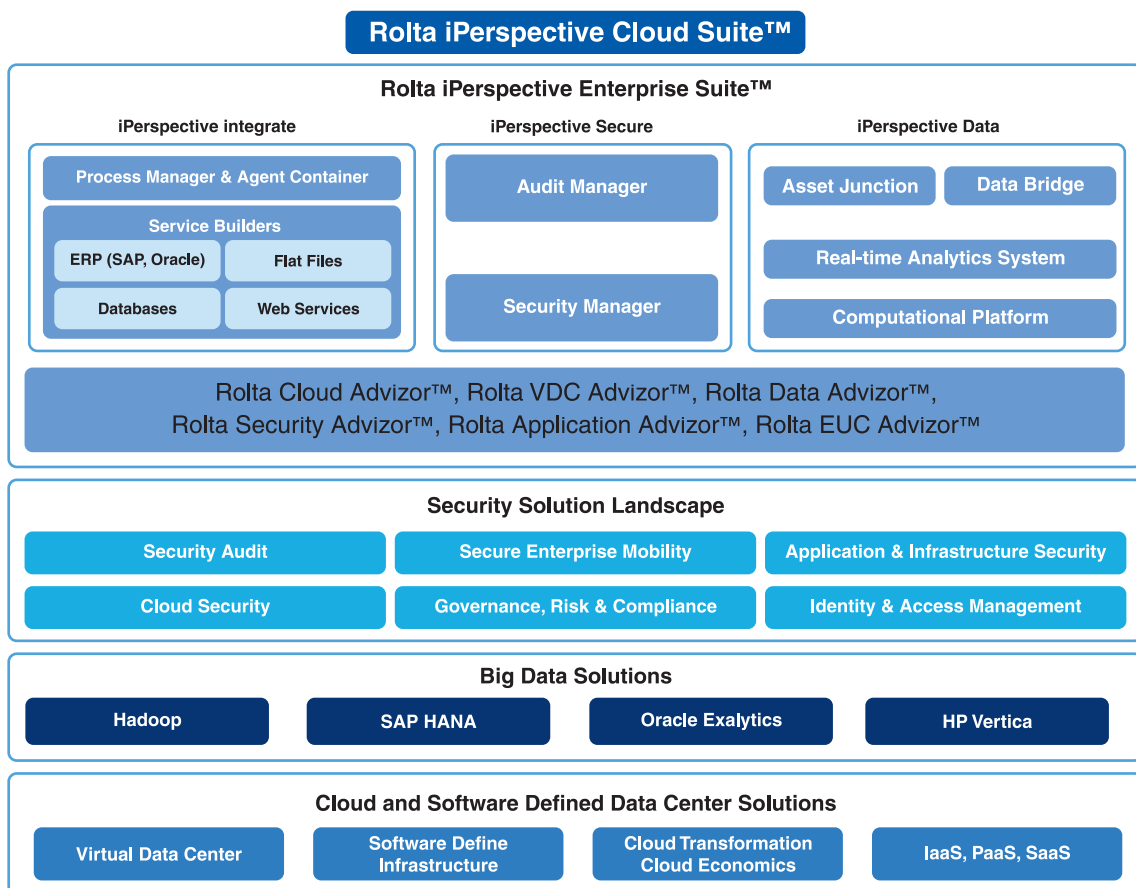 Rolta iPerspective Cloud Suite™
Rolta iPerspective Enterprise Suite™
iPerspective integrate
Process Manager & Agent Container
Service Builders
ERP (SAP, Oracle)
Flat Files
Databases
Web Services
iPerspective Secure
Audit Manager
Security Manager
iPerspective Data
Asset Junction
Data Bridge
Real-time Analytics System
Computational Platform
Rolta Cloud Advizor™, Rolta VDC Advizor™, Rolta Data Advizor™,
Rolta Security Advizor™, Rolta Application Advizor™, Rolta EUC Advizor™
Security Solution Landscape
Security Audit
Secure Enterprise Mobility
Application & Infrastructure Security
Cloud Security
Governance, Risk & Compliance
Identity & Access Management
Big Data Solutions
Hadoop
SAP HANA
Oracle Exalytics
HP Vertica
Cloud and Software Defined Data Center Solutions
Virtual Data Center
Software Define
Infrastructure
Cloud Transformation
Cloud Economics
IaaS, PaaS, SaaS